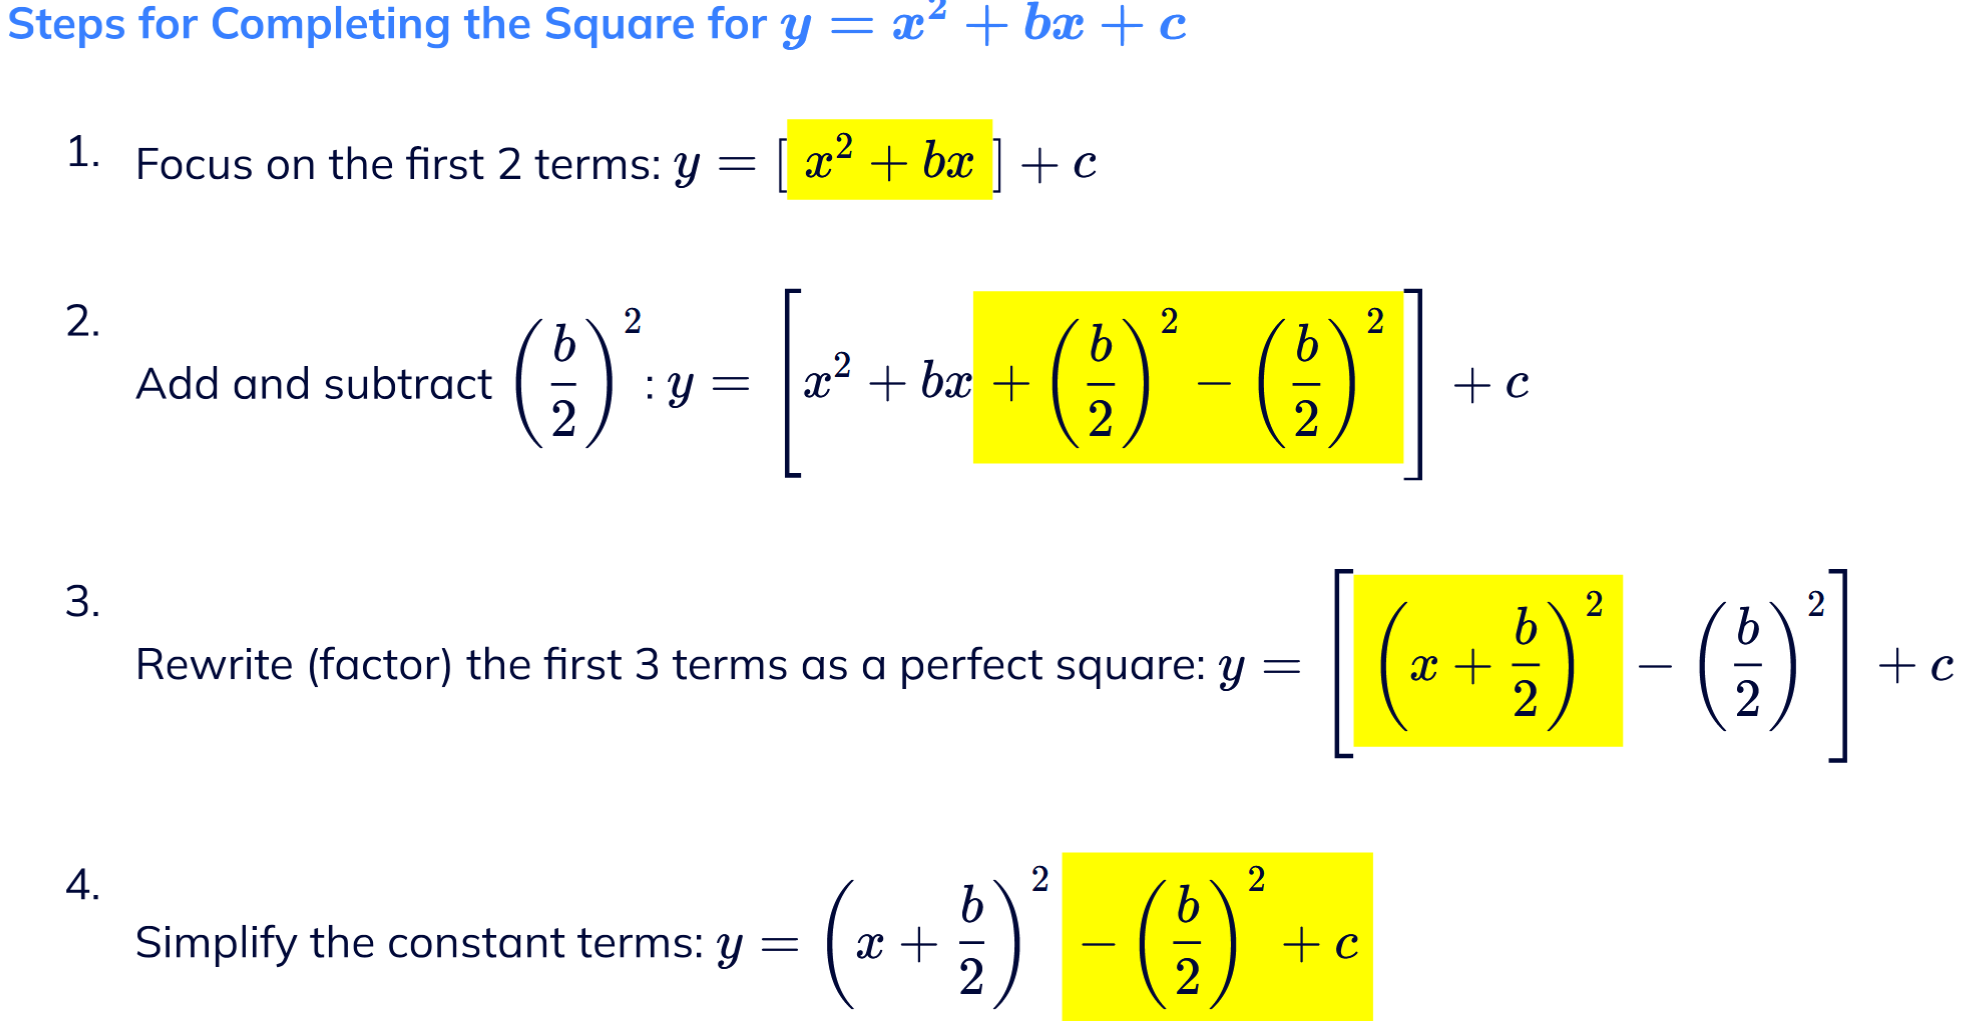 Steps for Completing the Square for $y = x^2 + bx + c$
1. Focus on the first 2 terms: $y = [x^2 + bx] + c$
2. Add and subtract $\left(\frac{b}{2}\right)^2$: $y = \left[x^2 + bx + \left(\frac{b}{2}\right)^2 - \left(\frac{b}{2}\right)^2\right] + c$
3. Rewrite (factor) the first 3 terms as a perfect square: $y = \left[\left(x + \frac{b}{2}\right)^2 - \left(\frac{b}{2}\right)^2\right] + c$
4. Simplify the constant terms: $y = \left(x + \frac{b}{2}\right)^2 - \left(\frac{b}{2}\right)^2 + c$